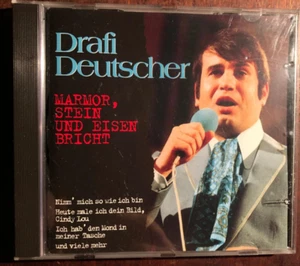 Drafi
Deutscher
MARMOR,
STEIN
UND EISEN
BRICHT
Nimm' mich so wie ich bin
Heute male ich dein Bild,
Cindy Lou
Ich hab' den Mond in
meiner Tasche
und viele mehr